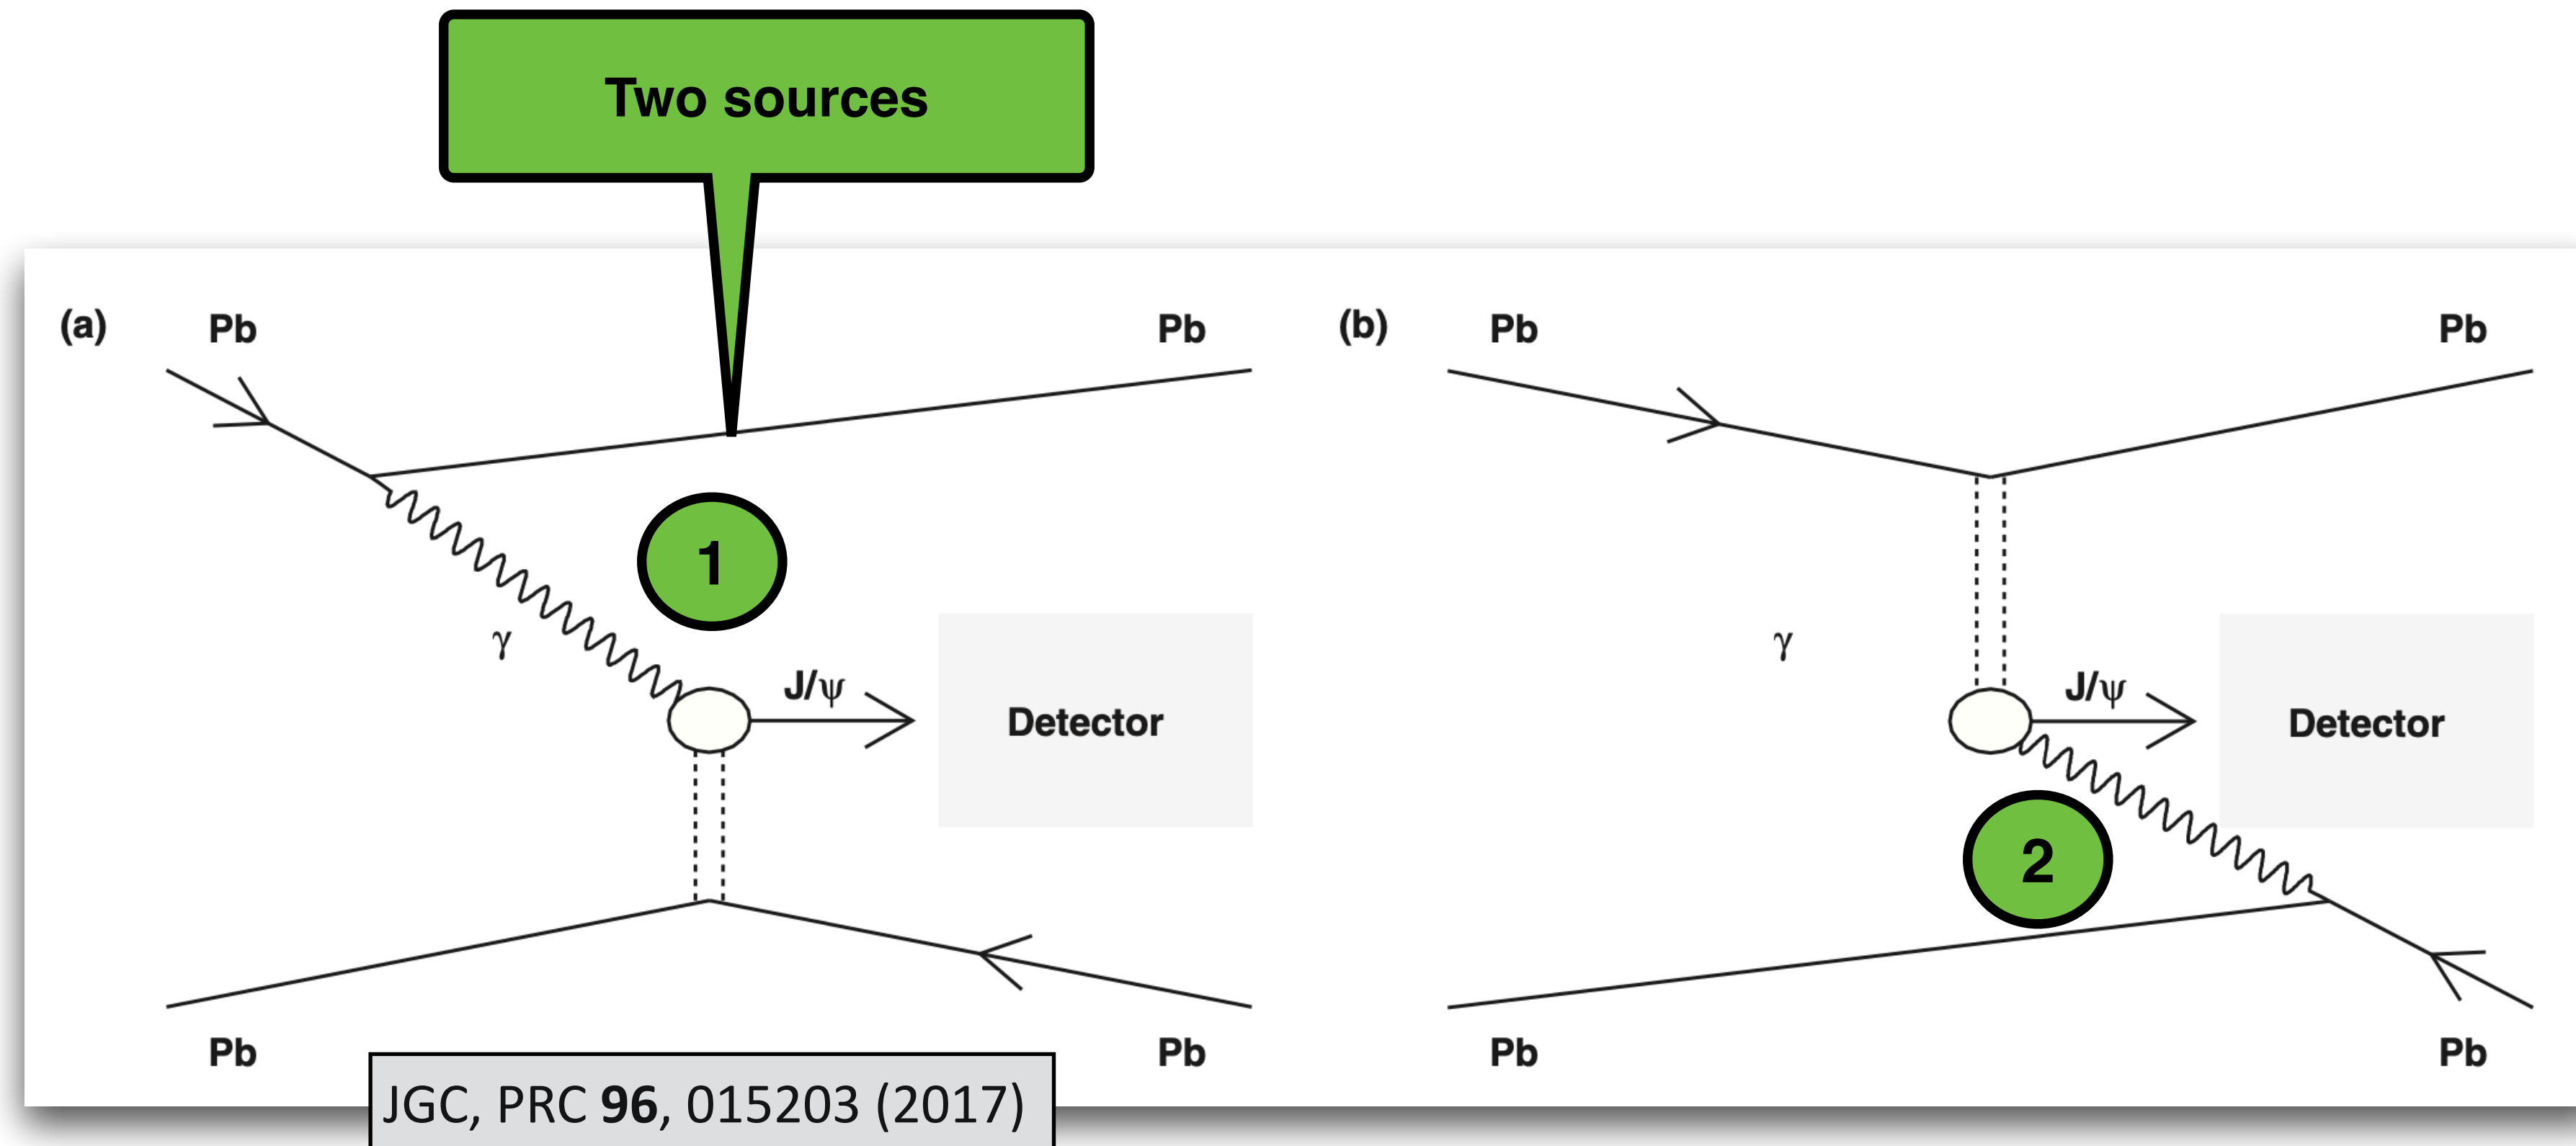 Two sources
(a)
Pb
Pb
1
γ
J/ψ
Detector
Pb
Pb
(b)
Pb
Pb
γ
J/ψ
Detector
2
Pb
Pb
JGC, PRC 96, 015203 (2017)